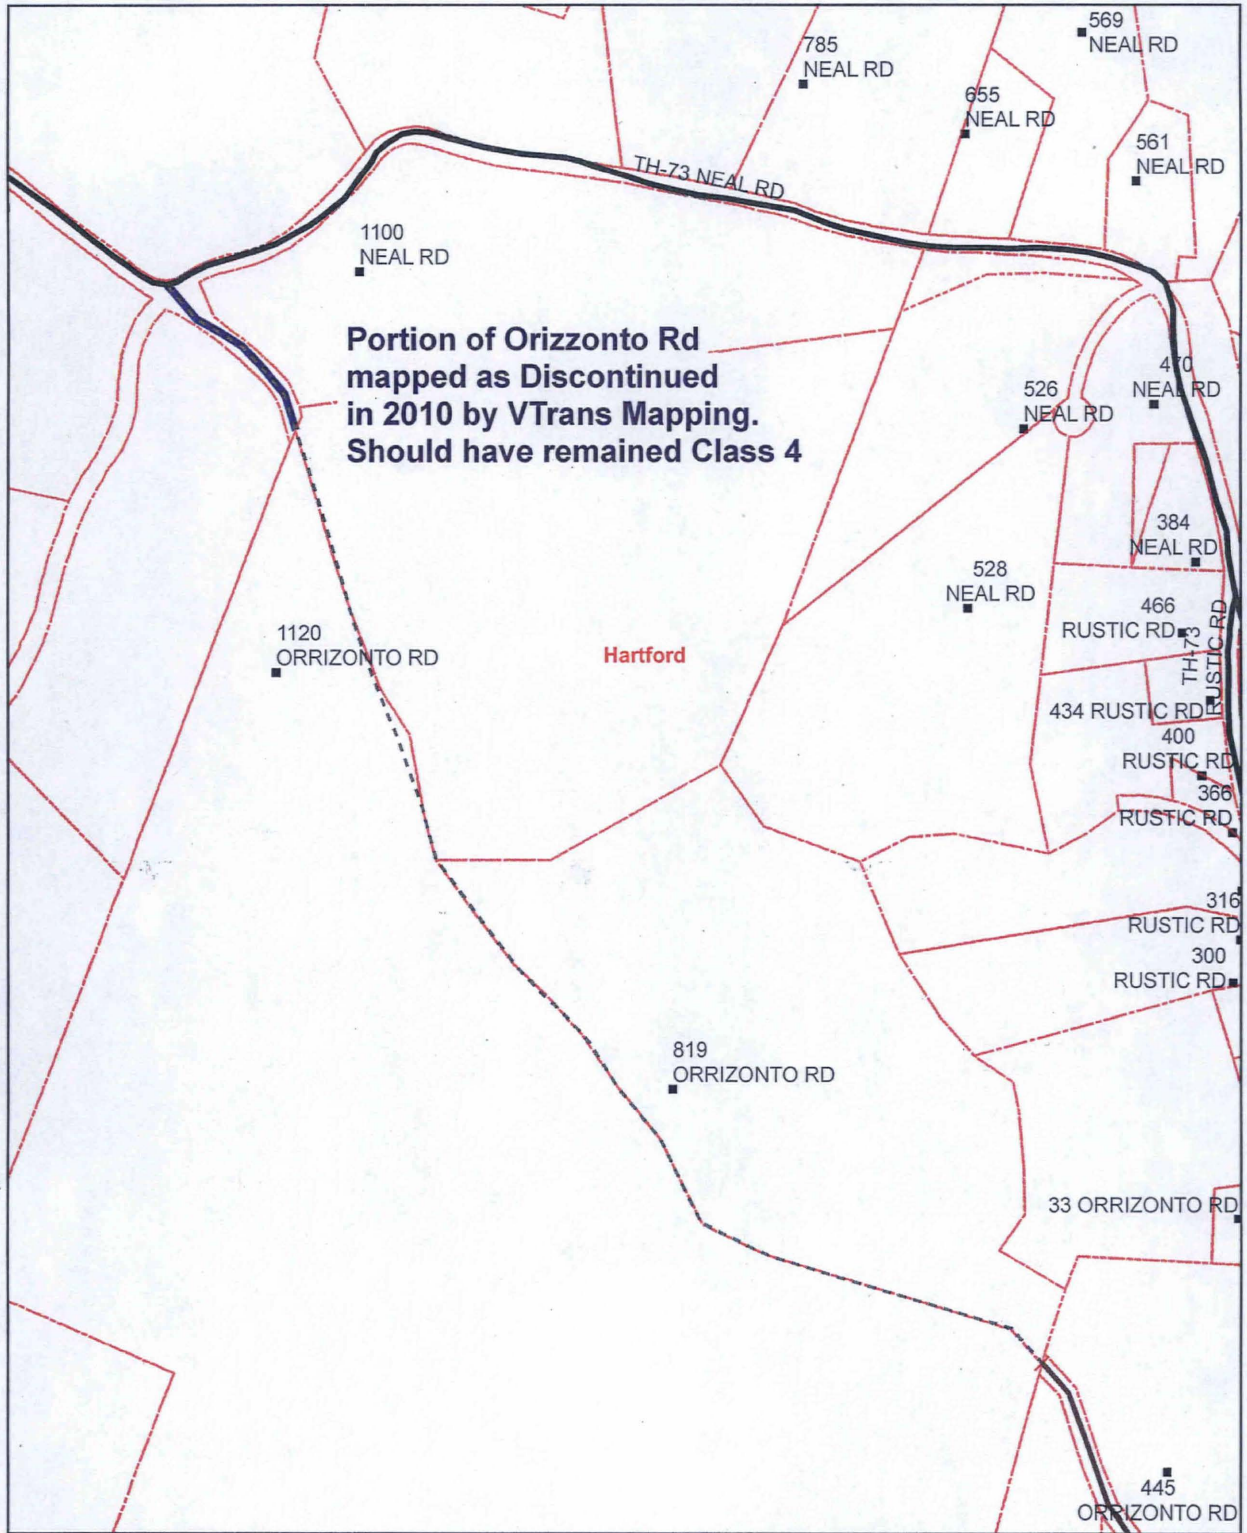 569
NEAL RD
785
NEAL RD
655
NEAL RD
561
NEAL RD
TH-73 NEAL RD
1100
NEAL RD
Portion of Orizzonto Rd
mapped as Discontinued
in 2010 by VTrans Mapping.
Should have remained Class 4
470
NEAL RD
526
NEAL RD
384
NEAL RD
528
NEAL RD
466
RUSTIC RD
TH-73
RUSTIC RD
1120
ORRIZONTO RD
Hartford
434 RUSTIC RD
400
RUSTIC RD
366
RUSTIC RD
316
RUSTIC RD
300
RUSTIC RD
819
ORRIZONTO RD
33 ORRIZONTO RD
445
ORRIZONTO RD